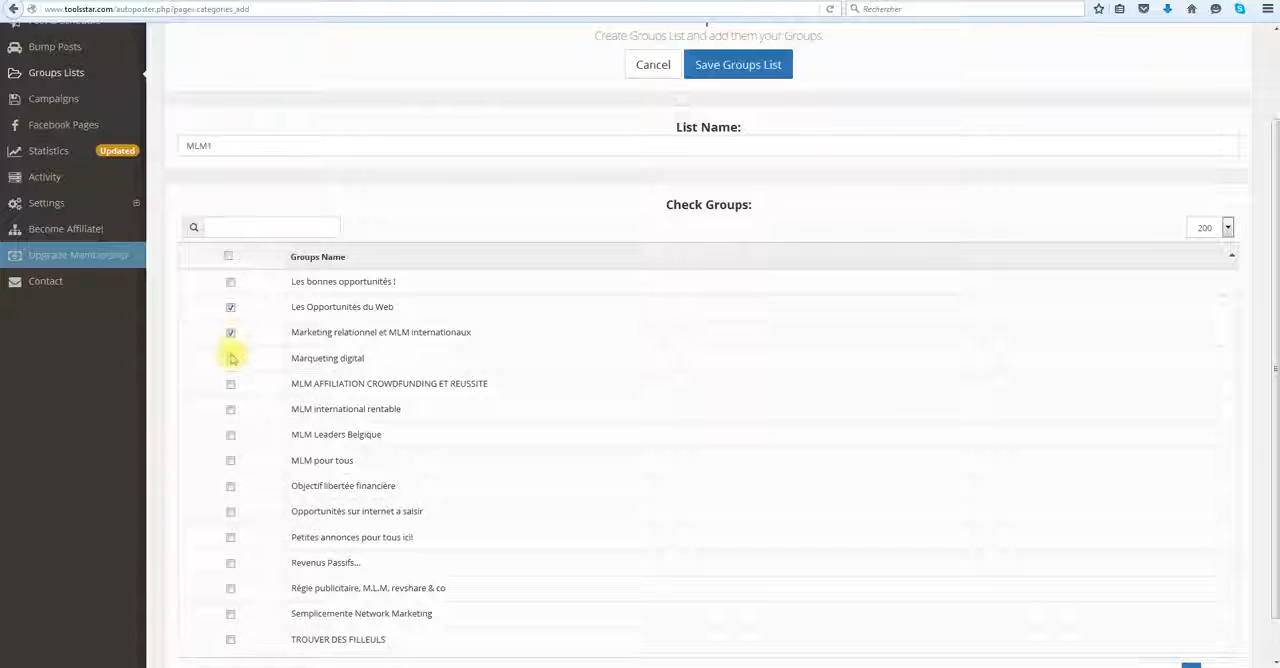 www.toolsstar.com/autoposter.php?page=categories_add
Rechercher
Bump Posts
Groups Lists
Campaigns
Facebook Pages
Statistics
Updated
Activity
Settings
Become Affiliate!
Upgrade Membership
Contact
Create Groups List and add them your Groups.
Cancel
Save Groups List
List Name:
MLM1
Check Groups:
200
Groups Name
Les bonnes opportunités !
Les Opportunités du Web
Marketing relationnel et MLM internationaux
Marqueting digital
MLM AFFILIATION CROWDFUNDING ET REUSSITE
MLM international rentable
MLM Leaders Belgique
MLM pour tous
Objectif libertée financière
Opportunités sur internet a saisir
Petites annonces pour tous ici!
Revenus Passifs...
Régie publicitaire, M.L.M, revshare & co
Semplicemente Network Marketing
TROUVER DES FILLEULS